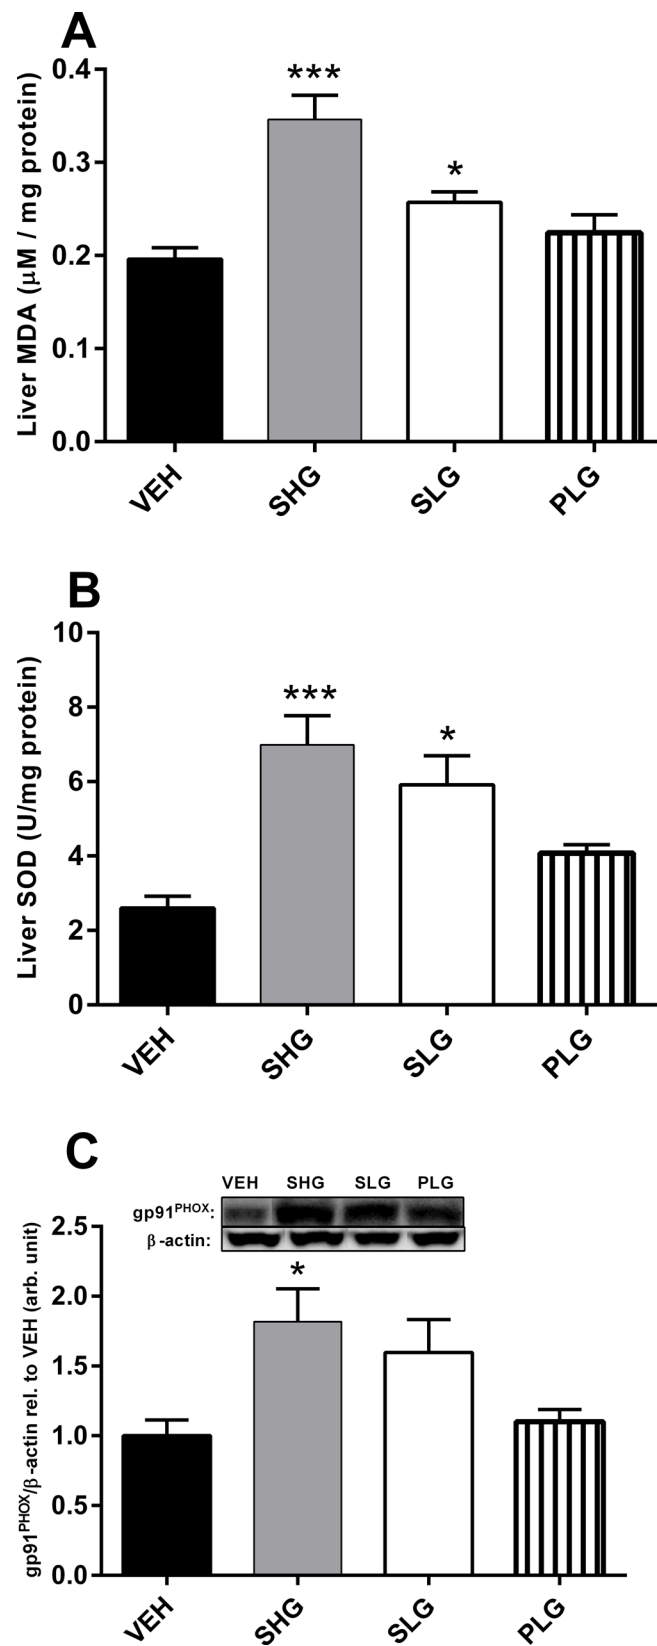 A
Liver MDA (μM / mg protein)
0.4
0.3
0.2
0.1
0.0
***
*
VEH
SHG
SLG
PLG
B
Liver SOD (U/mg protein)
10
8
6
4
2
0
***
*
VEH
SHG
SLG
PLG
C
VEH SHG SLG PLG
gp91PHOX:
β-actin:
gp91PHOX/β-actin rel. to VEH (arb. unit)
2.5
2.0
1.5
1.0
0.5
0.0
*
VEH
SHG
SLG
PLG